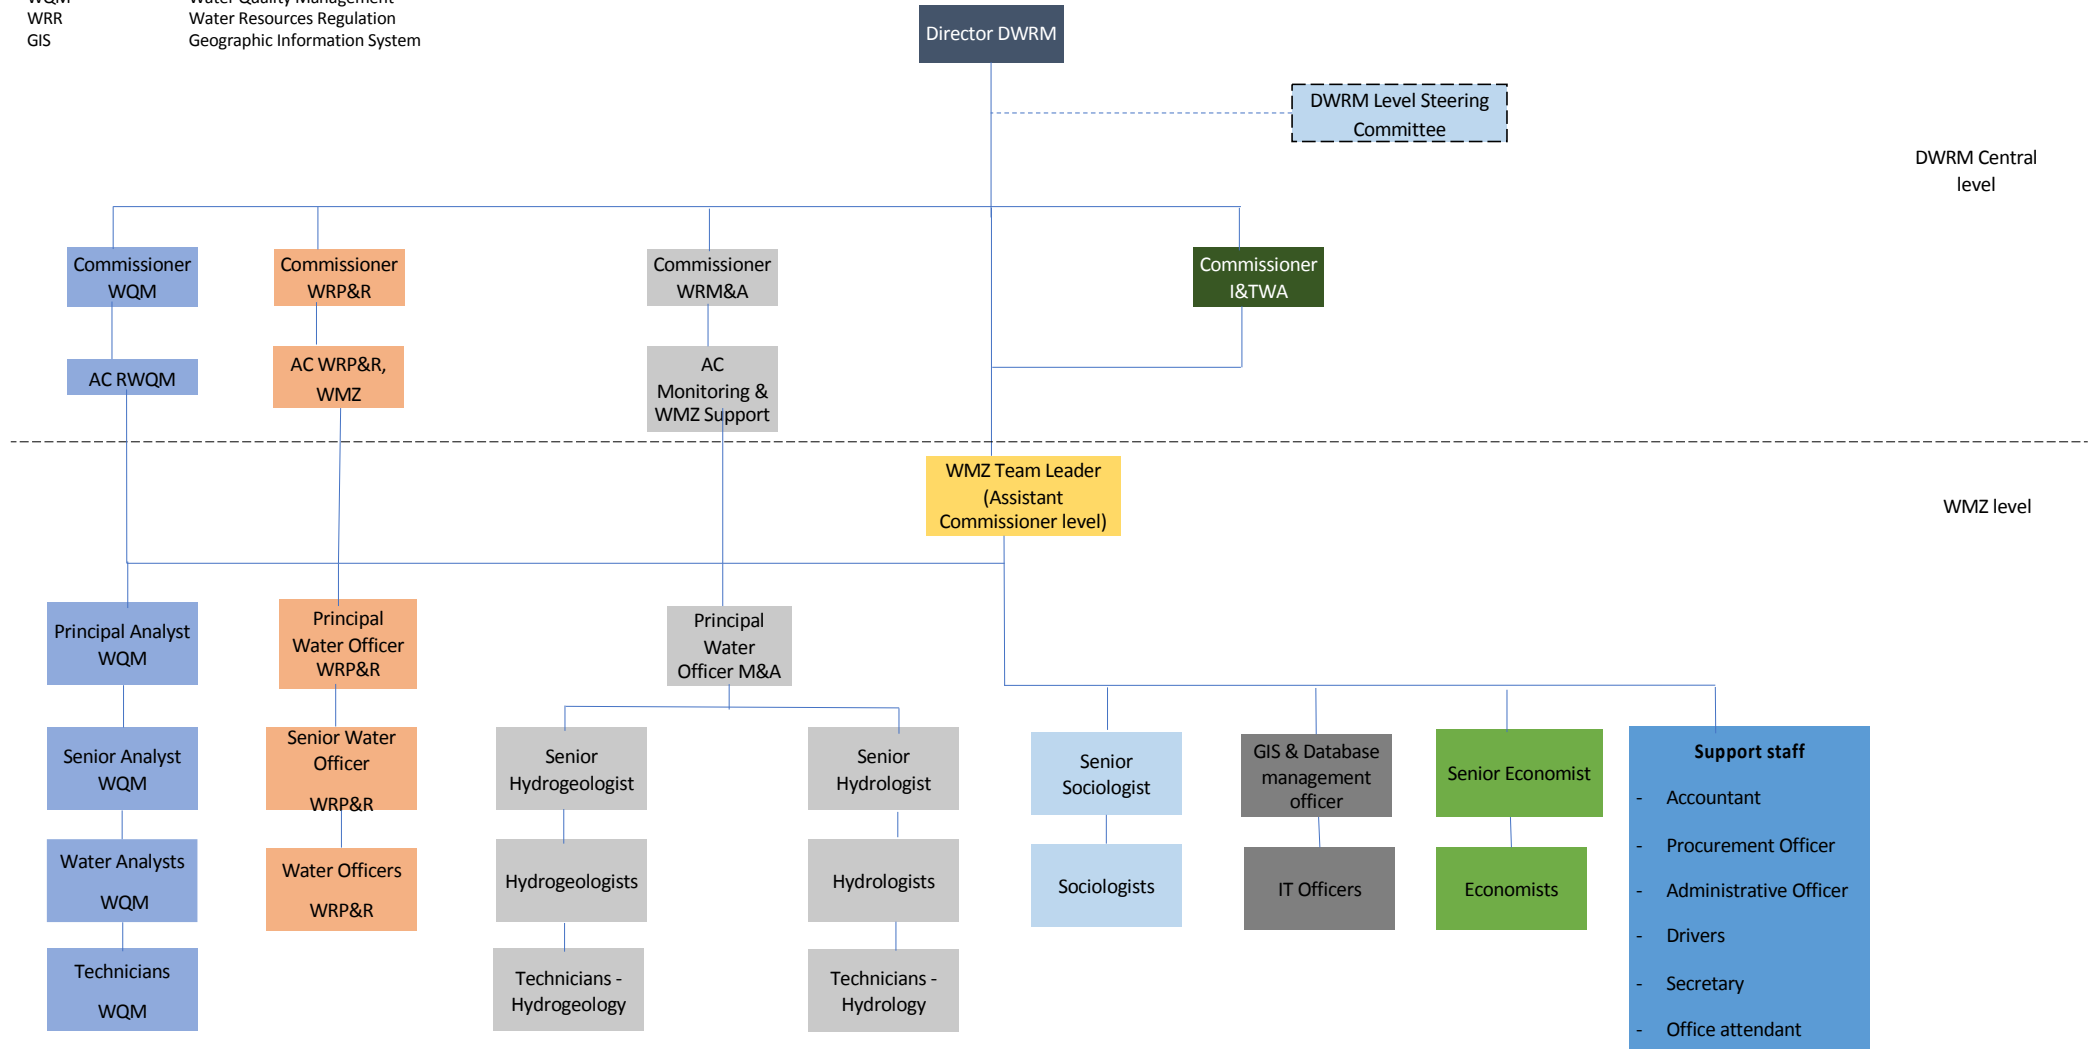 WQM Water Quality Management
WRR Water Resources Regulation
GIS Geographic Information System
Director DWRM
DWRM Level Steering
Committee
DWRM Central
level
Commissioner
WQM
Commissioner
WRP&R
Commissioner
WRM&A
Commissioner
I&TWA
AC RWQM
AC WRP&R,
WMZ
AC
Monitoring &
WMZ Support
WMZ Team Leader
(Assistant
Commissioner level)
WMZ level
Principal Analyst
WQM
Principal
Water Officer
WRP&R
Principal
Water
Officer M&A
Senior Analyst
WQM
Senior Water
Officer
WRP&R
Senior
Hydrogeologist
Senior
Hydrologist
Senior
Sociologist
GIS & Database
management
officer
Senior Economist
Support staff
- Accountant
- Procurement Officer
- Administrative Officer
- Drivers
- Secretary
- Office attendant
Water Analysts
WQM
Water Officers
WRP&R
Hydrogeologists
Hydrologists
Sociologists
IT Officers
Economists
Technicians
WQM
Technicians -
Hydrogeology
Technicians -
Hydrology